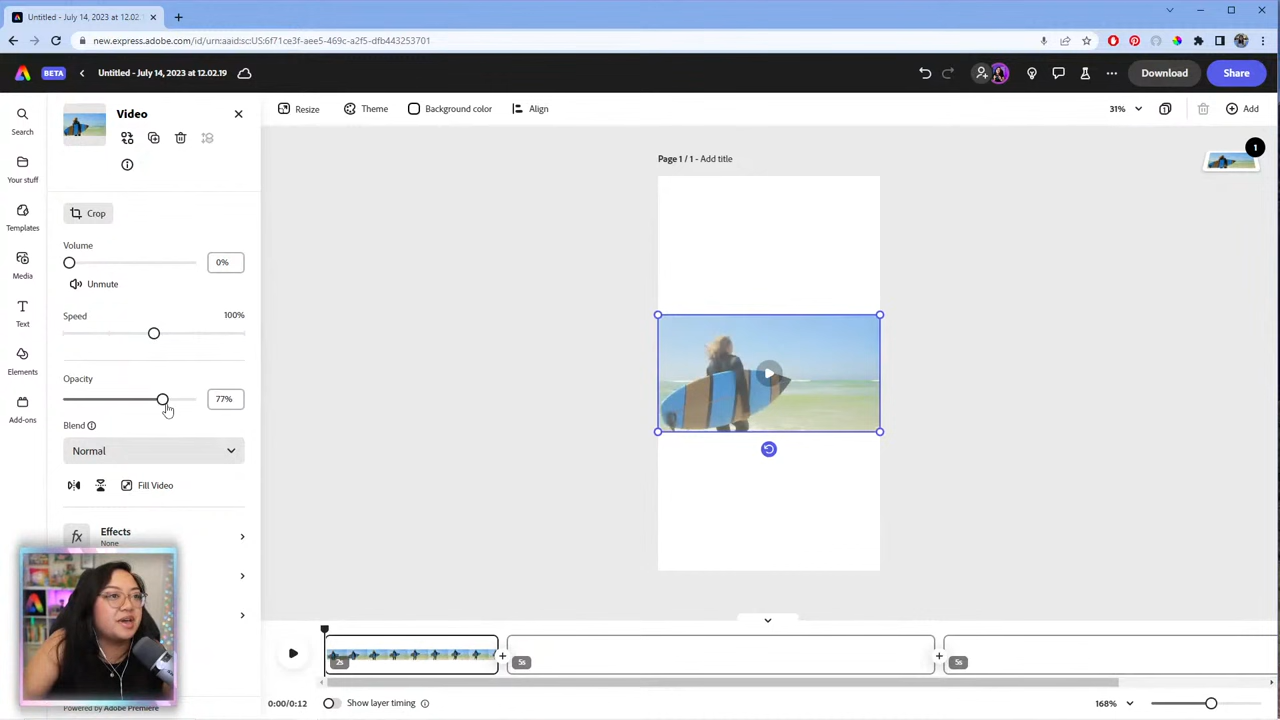 Untitled - July 14, 2023 at 12.02.
new.express.adobe.com/id/urn:aaid:sc:US:6f71ce3f-aee5-469c-a2f5-dfb443253701
BETA
Untitled - July 14, 2023 at 12.02.19
Download
Share
Search
Your stuff
Templates
Media
Text
Elements
Add-ons
Video
Crop
Volume
0%
Unmute
Speed
100%
Opacity
77%
Blend
Normal
Fill Video
fx
Effects
None
Powered by Adobe Premiere
Resize
Theme
Background color
Align
31%
1
Add
Page 1 / 1 - Add title
1
2s
5s
5s
0:00/0:12
Show layer timing
168%